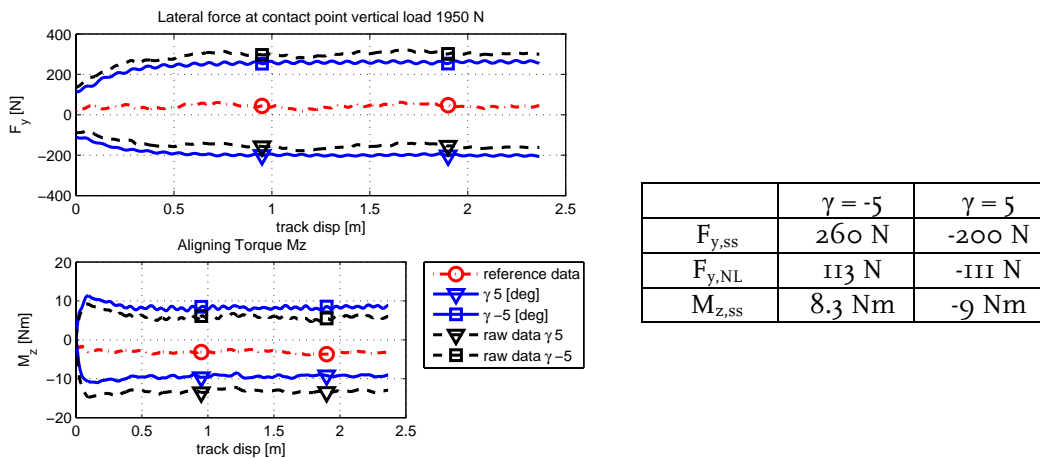 Lateral force at contact point vertical load 1950 N
400
200
0
−200
−400
F_y [N]
0 0.5 1 1.5 2 2.5
track disp [m]
Aligning Torque Mz
20
10
0
−10
−20
M_z [Nm]
0 0.5 1 1.5 2 2.5
track disp [m]
reference data
γ 5 [deg]
γ −5 [deg]
raw data γ 5
raw data γ −5
γ = -5 γ = 5
F_y,ss 260 N -200 N
F_y,NL 113 N -111 N
M_z,ss 8.3 Nm -9 Nm